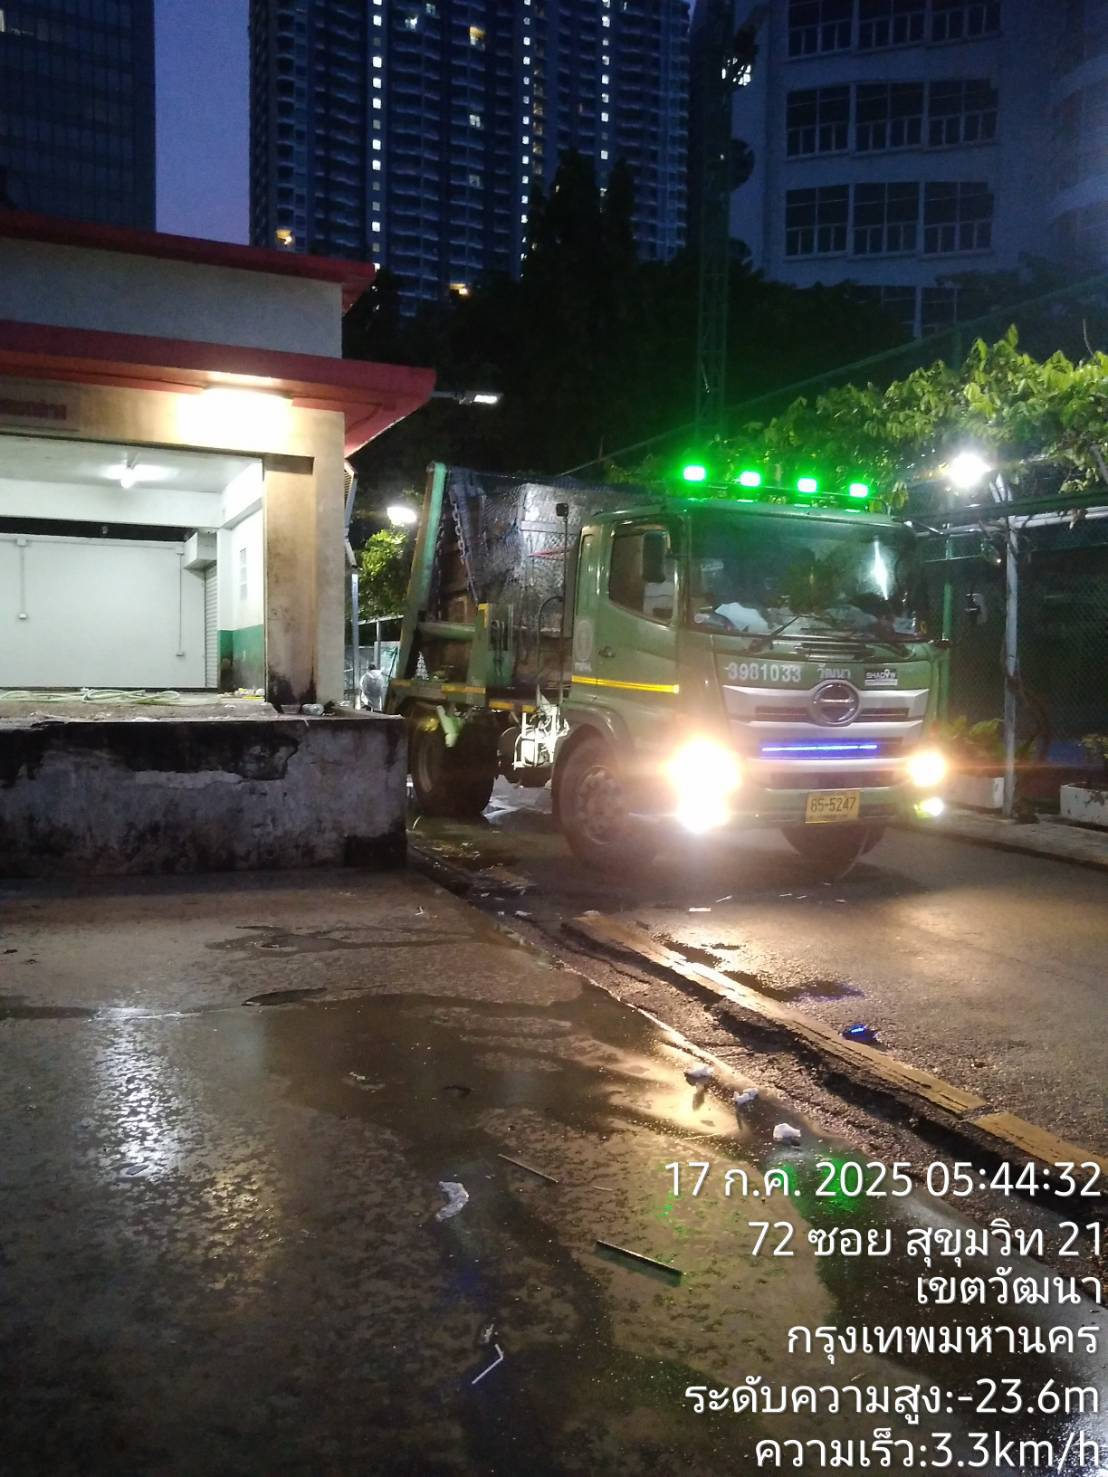 3981033 วัฒนา SHADOW
85-5247
17 ก.ค. 2025 05:44:32
72 ซอย สุขุมวิท 21
เขตวัฒนา
กรุงเทพมหานคร
ระดับความสูง:-23.6m
ความเร็ว:3.3km/h